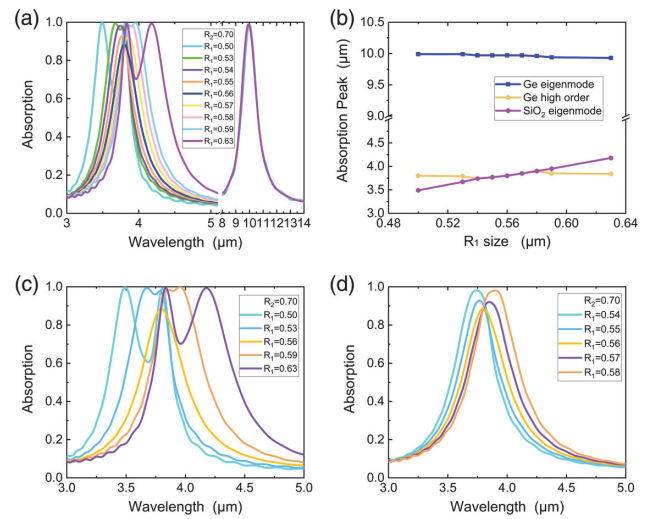 (a)
Absorption
1.0
0.8
0.6
0.4
0.2
0.0
R₂=0.70
R₁=0.50
R₁=0.53
R₁=0.54
R₁=0.55
R₁=0.56
R₁=0.57
R₁=0.58
R₁=0.59
R₁=0.63
3 4 5 8 9 10 11 12 13 14
Wavelength (μm)
(b)
Absorption Peak (μm)
10.5
10.0
9.5
9.0
5.0
4.5
4.0
3.5
3.0
Ge eigenmode
Ge high order
SiO₂ eigenmode
0.48 0.52 0.56 0.60 0.64
R₁ size (μm)
(c)
Absorption
1.0
0.8
0.6
0.4
0.2
0.0
R₂=0.70
R₁=0.50
R₁=0.53
R₁=0.56
R₁=0.59
R₁=0.63
3.0 3.5 4.0 4.5 5.0
Wavelength (μm)
(d)
Absorption
1.0
0.8
0.6
0.4
0.2
0.0
R₂=0.70
R₁=0.54
R₁=0.55
R₁=0.56
R₁=0.57
R₁=0.58
3.0 3.5 4.0 4.5 5.0
Wavelength (μm)